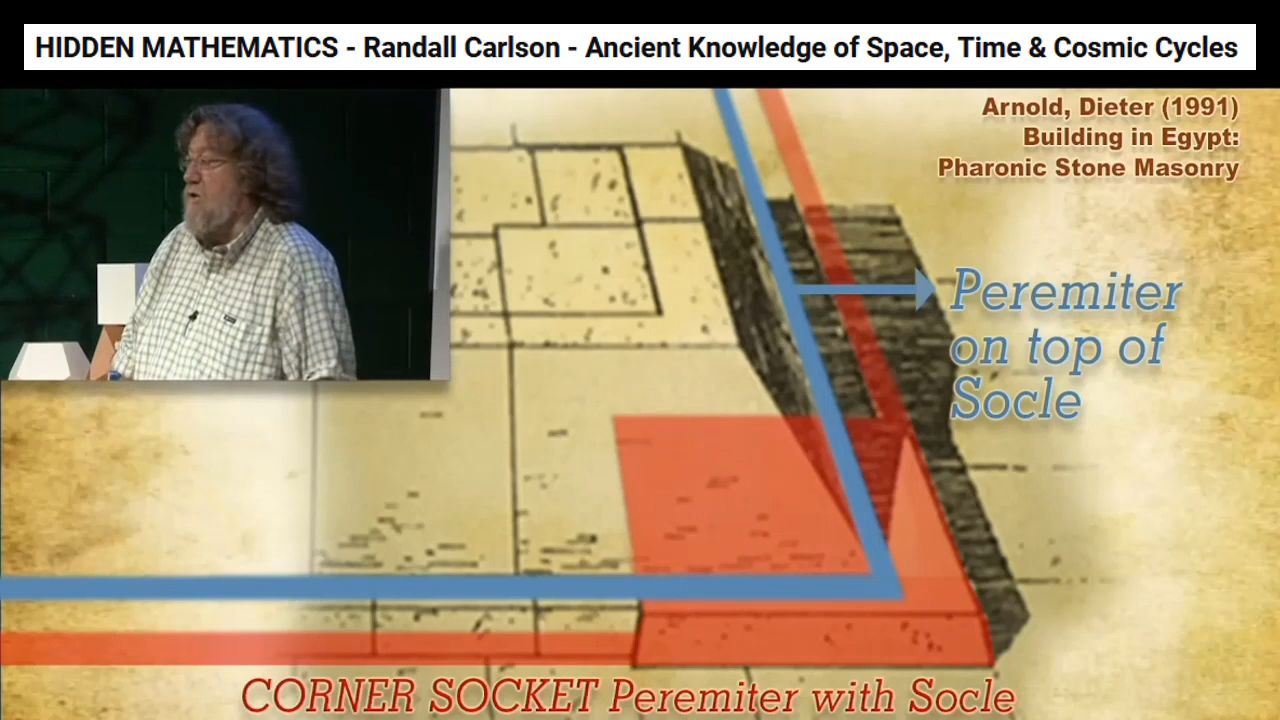 HIDDEN MATHEMATICS - Randall Carlson - Ancient Knowledge of Space, Time & Cosmic Cycles
Arnold, Dieter (1991)
Building in Egypt:
Pharonic Stone Masonry
Peremiter
on top of
Socle
CORNER SOCKET Peremiter with Socle